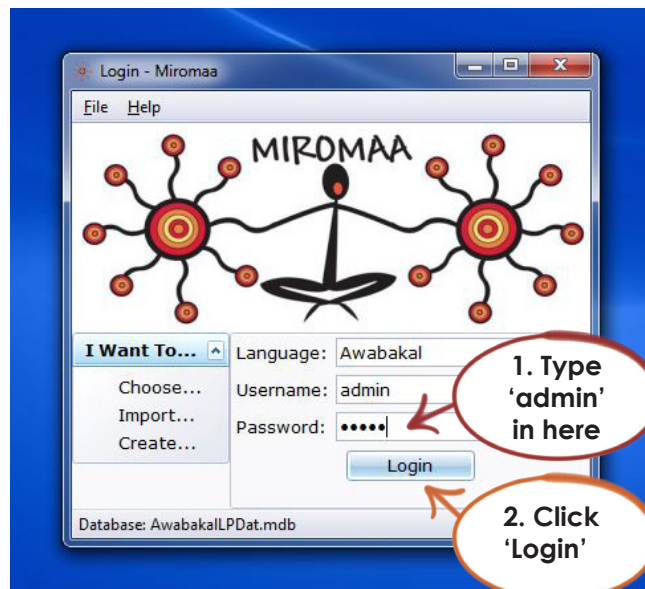 Login - Miromaa
File Help
MIROMAA
I Want To...
Choose...
Import...
Create...
Language: Awabakal
Username: admin
Password: •••••
Login
Database: AwabakalLPDat.mdb
1. Type
‘admin’
in here
2. Click
‘Login’